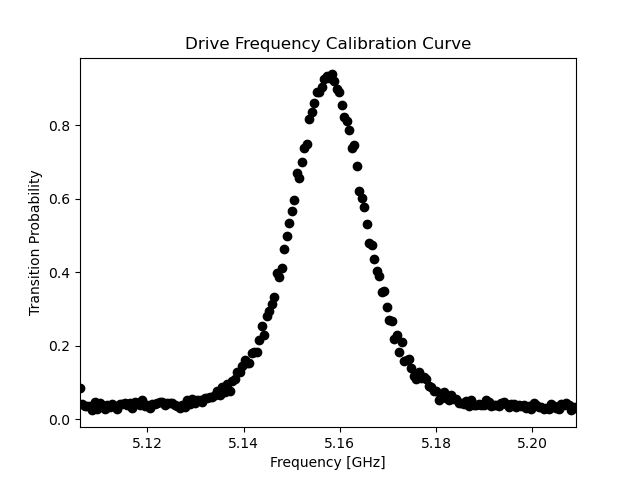 Drive Frequency Calibration Curve
Transition Probability
0.8
0.6
0.4
0.2
0.0
5.12 5.14 5.16 5.18 5.20
Frequency [GHz]